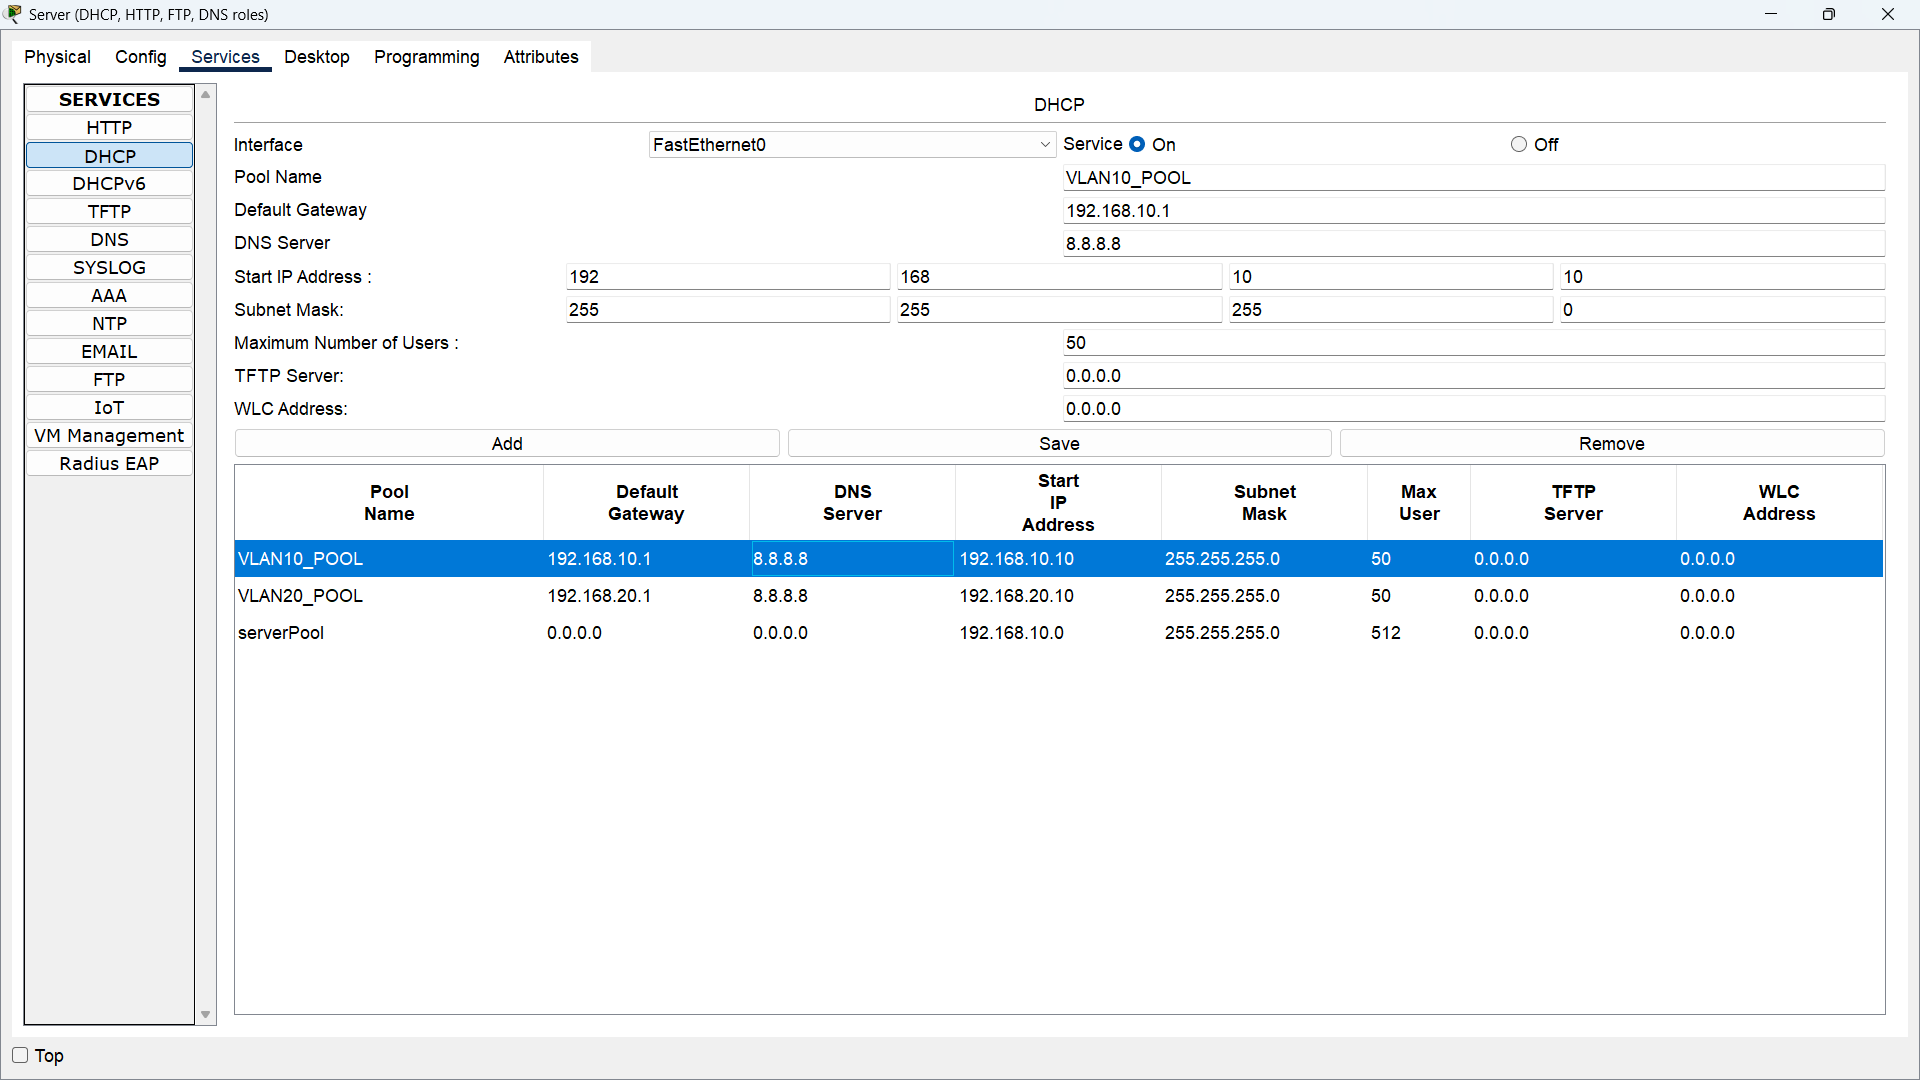 Server (DHCP, HTTP, FTP, DNS roles)
Physical Config Services Desktop Programming Attributes
SERVICES
HTTP
DHCP
DHCPv6
TFTP
DNS
SYSLOG
AAA
NTP
EMAIL
FTP
IoT
VM Management
Radius EAP
DHCP
Interface FastEthernet0 Service On Off
Pool Name VLAN10_POOL
Default Gateway 192.168.10.1
DNS Server 8.8.8.8
Start IP Address : 192 168 10 10
Subnet Mask: 255 255 255 0
Maximum Number of Users : 50
TFTP Server: 0.0.0.0
WLC Address: 0.0.0.0
Add Save Remove
Pool Name Default Gateway DNS Server Start IP Address Subnet Mask Max User TFTP Server WLC Address
VLAN10_POOL 192.168.10.1 8.8.8.8 192.168.10.10 255.255.255.0 50 0.0.0.0 0.0.0.0
VLAN20_POOL 192.168.20.1 8.8.8.8 192.168.20.10 255.255.255.0 50 0.0.0.0 0.0.0.0
serverPool 0.0.0.0 0.0.0.0 192.168.10.0 255.255.255.0 512 0.0.0.0 0.0.0.0
Top